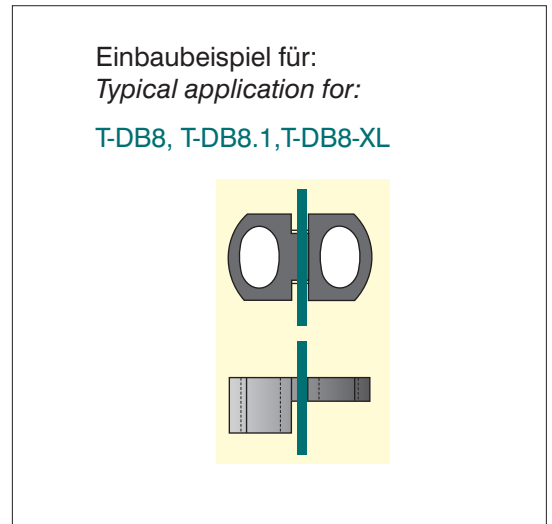 Einbaubeispiel für:
Typical application for:
T-DB8, T-DB8.1,T-DB8-XL